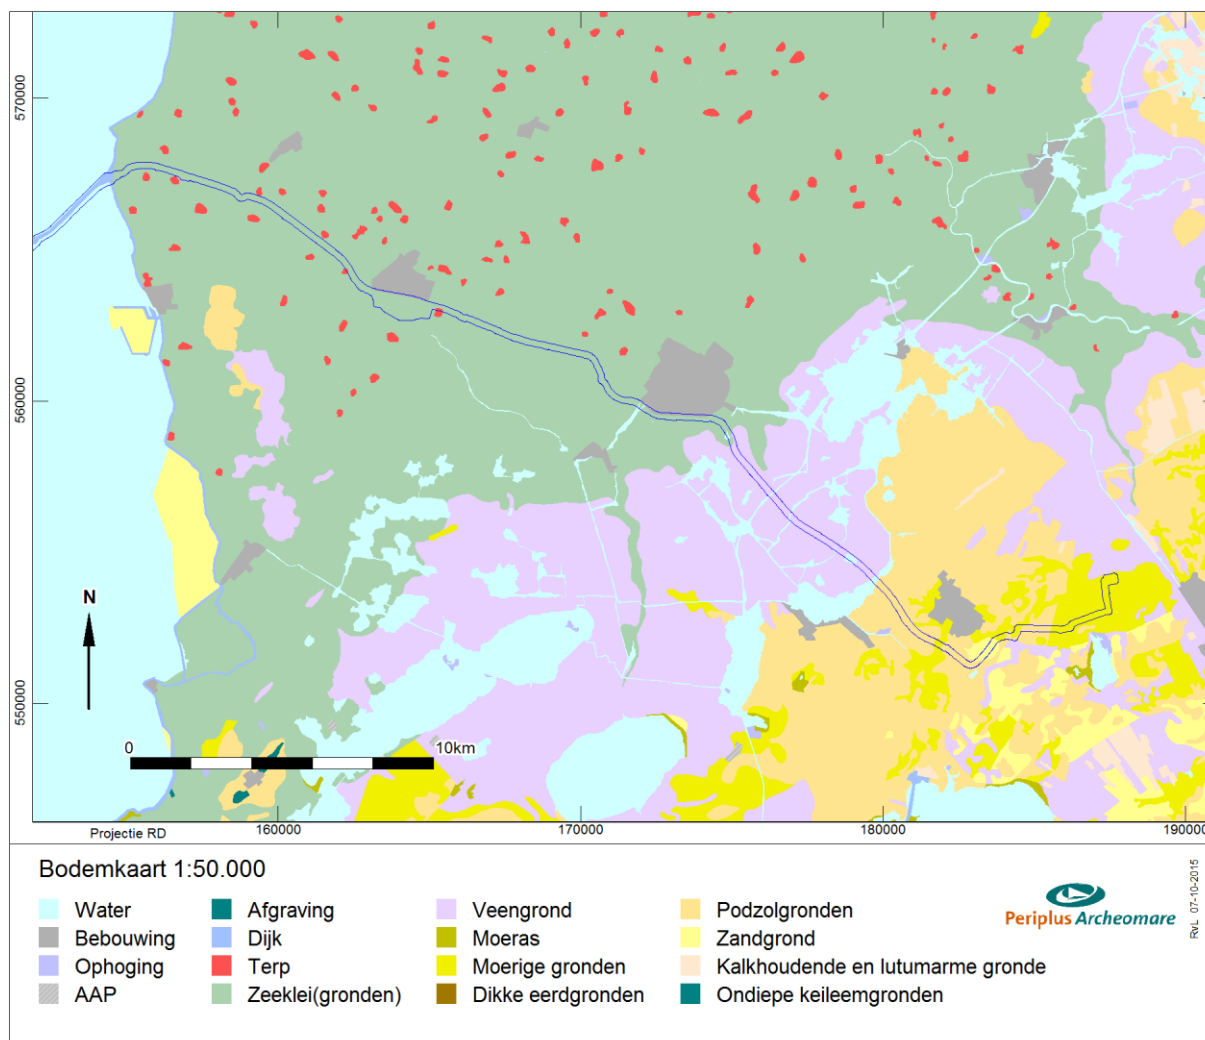 570000
560000
550000
N
0
10km
Projectie RD
160000
170000
180000
190000
Bodemkaart 1:50.000
Water
Bebouwing
Ophoging
AAP
Afgraving
Dijk
Terp
Zeeklei(gronden)
Veengrond
Moeras
Moerige gronden
Dikke eerdgronden
Podzolgronden
Zandgrond
Kalkhoudende en lutumarme gronde
Ondiepe keileemgronden
Periplus Archeomare
RvL 07-10-2015